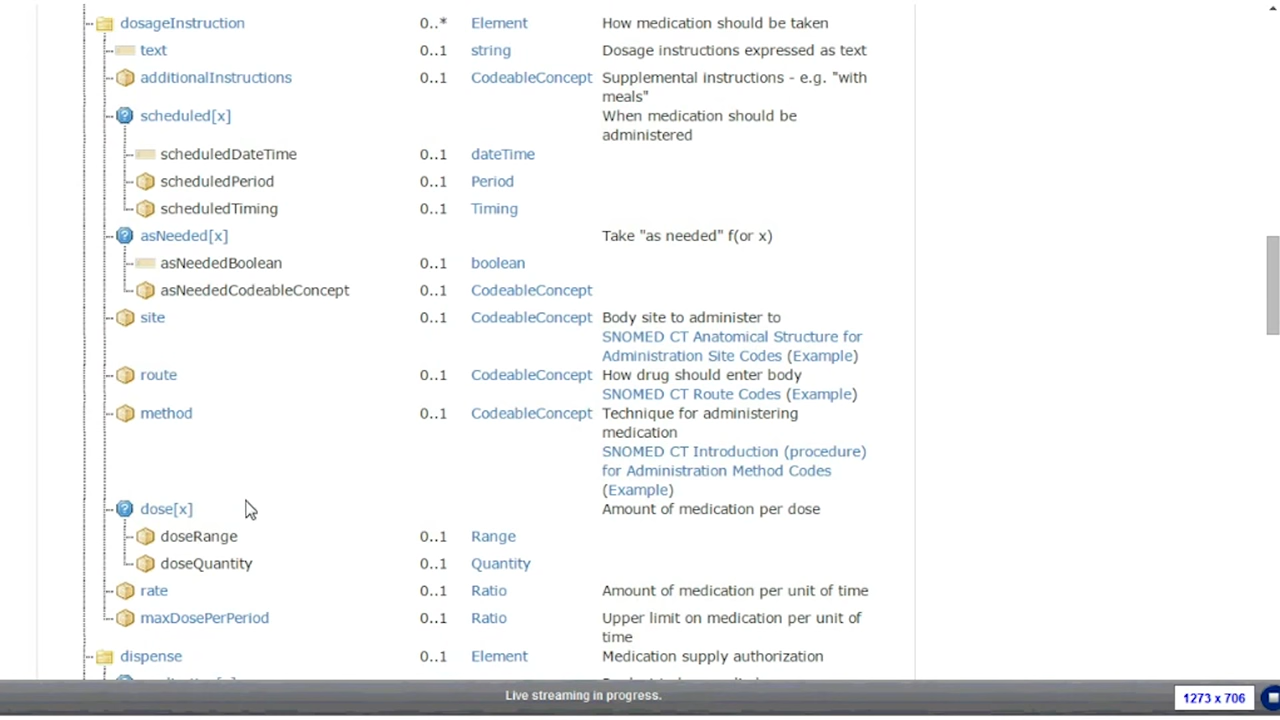 dosageInstruction 0..* Element How medication should be taken
text 0..1 string Dosage instructions expressed as text
additionalInstructions 0..1 CodeableConcept Supplemental instructions - e.g. "with
meals"
scheduled[x] When medication should be
administered
scheduledDateTime 0..1 dateTime
scheduledPeriod 0..1 Period
scheduledTiming 0..1 Timing
asNeeded[x] Take "as needed" f(or x)
asNeededBoolean 0..1 boolean
asNeededCodeableConcept 0..1 CodeableConcept
site 0..1 CodeableConcept Body site to administer to
SNOMED CT Anatomical Structure for
Administration Site Codes (Example)
route 0..1 CodeableConcept How drug should enter body
SNOMED CT Route Codes (Example)
method 0..1 CodeableConcept Technique for administering
medication
SNOMED CT Introduction (procedure)
for Administration Method Codes
(Example)
dose[x] Amount of medication per dose
doseRange 0..1 Range
doseQuantity 0..1 Quantity
rate 0..1 Ratio Amount of medication per unit of time
maxDosePerPeriod 0..1 Ratio Upper limit on medication per unit of
time
dispense 0..1 Element Medication supply authorization
Live streaming in progress.
1273 x 706